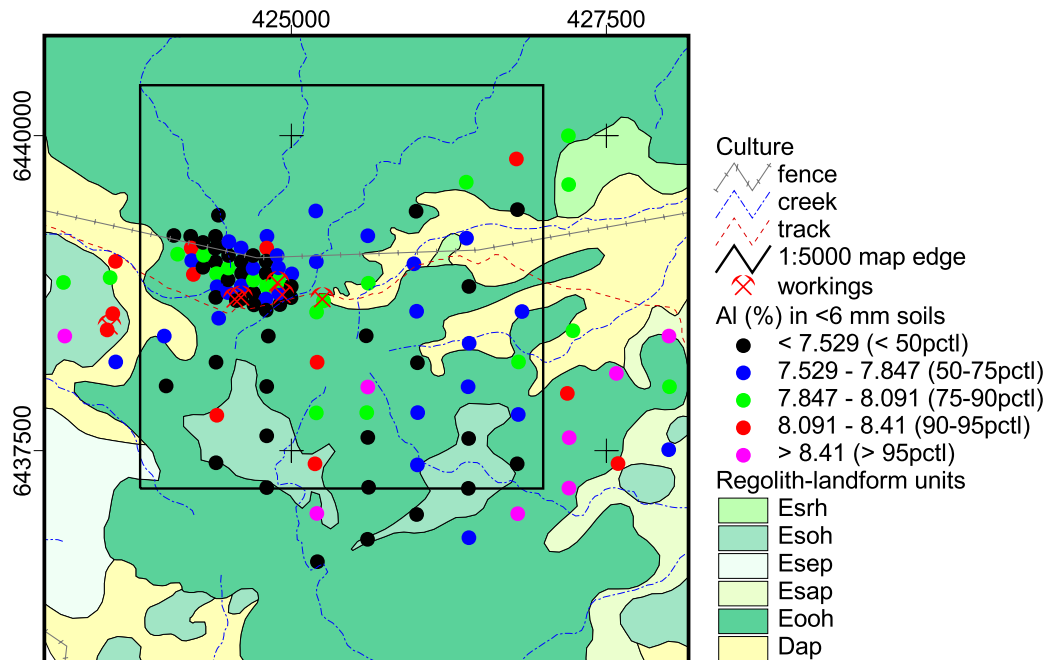 425000 427500
6440000
6437500
Culture
fence
creek
track
1:5000 map edge
workings
Al (%) in <6 mm soils
< 7.529 (< 50pctl)
7.529 - 7.847 (50-75pctl)
7.847 - 8.091 (75-90pctl)
8.091 - 8.41 (90-95pctl)
> 8.41 (> 95pctl)
Regolith-landform units
Esrh
Esoh
Esep
Esap
Eooh
Dap